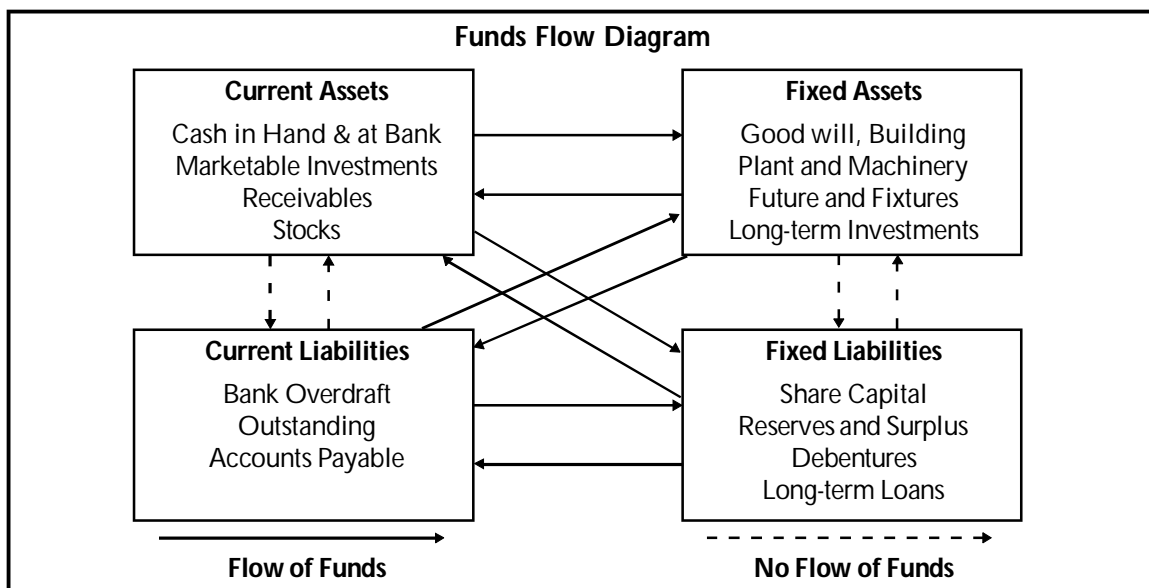 Funds Flow Diagram
Current Assets
Cash in Hand & at Bank
Marketable Investments
Receivables
Stocks
Fixed Assets
Good will, Building
Plant and Machinery
Future and Fixtures
Long-term Investments
Current Liabilities
Bank Overdraft
Outstanding
Accounts Payable
Fixed Liabilities
Share Capital
Reserves and Surplus
Debentures
Long-term Loans
Flow of Funds
No Flow of Funds